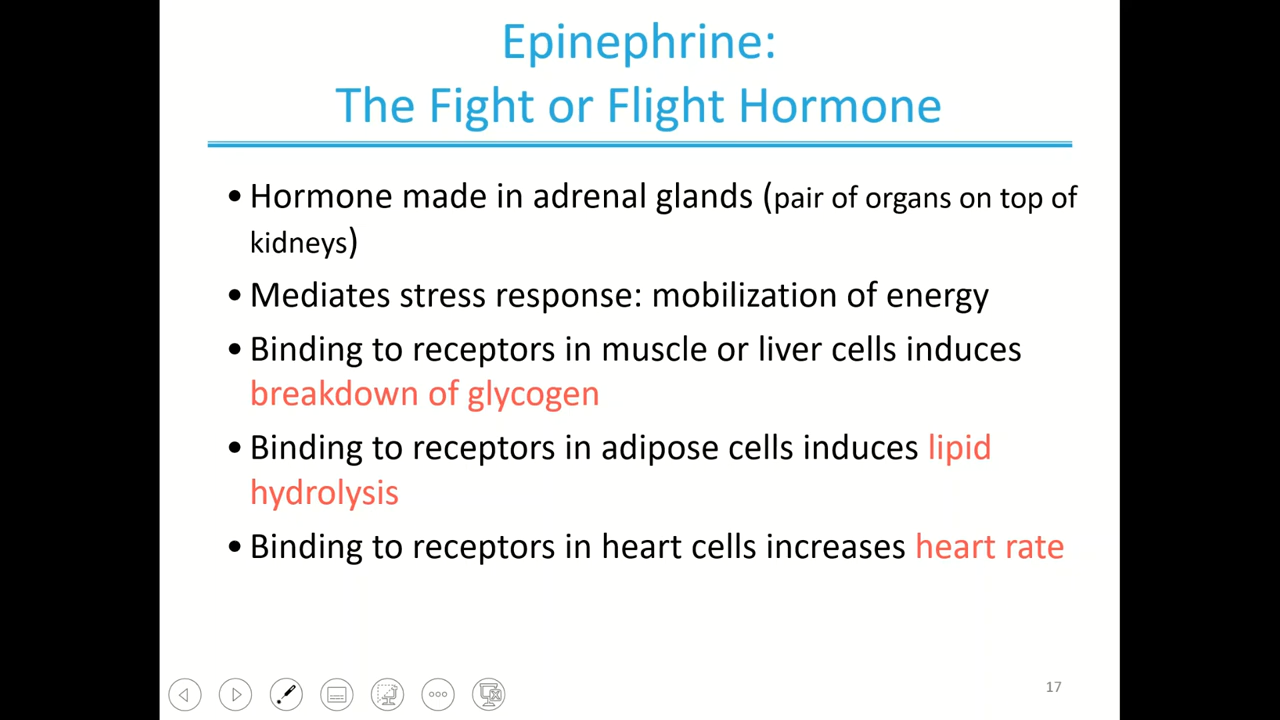 Epinephrine:
The Fight or Flight Hormone
• Hormone made in adrenal glands (pair of organs on top of
kidneys)
• Mediates stress response: mobilization of energy
• Binding to receptors in muscle or liver cells induces
breakdown of glycogen
• Binding to receptors in adipose cells induces lipid
hydrolysis
• Binding to receptors in heart cells increases heart rate
17